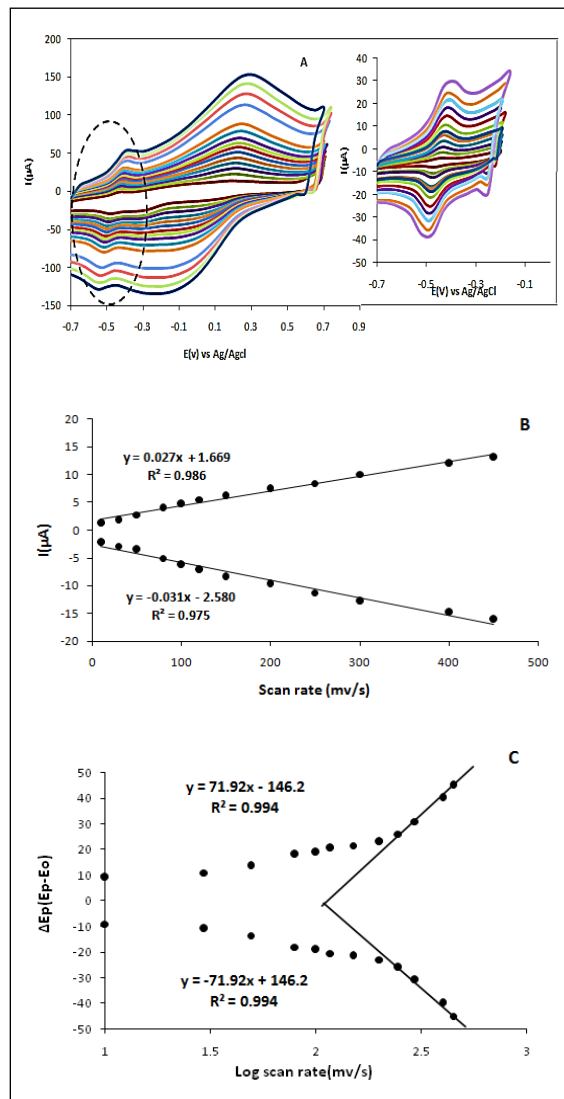 A
I(µA)
200
150
100
50
0
-50
-100
-150
-0.7 -0.5 -0.3 -0.1 0.1 0.3 0.5 0.7 0.9
E(v) vs Ag/Agcl
I(µA)
40
30
20
10
0
-10
-20
-30
-40
-50
-0.7 -0.5 -0.3 -0.1
E(V) vs Ag/AgCl
B
I(µA)
20
15
10
5
0
-5
-10
-15
-20
y = 0.027x + 1.669
R² = 0.986
y = -0.031x - 2.580
R² = 0.975
0 100 200 300 400 500
Scan rate (mv/s)
C
ΔEp(Ep-Eo)
50
40
30
20
10
0
-10
-20
-30
-40
-50
y = 71.92x - 146.2
R² = 0.994
y = -71.92x + 146.2
R² = 0.994
1 1.5 2 2.5 3
Log scan rate(mv/s)